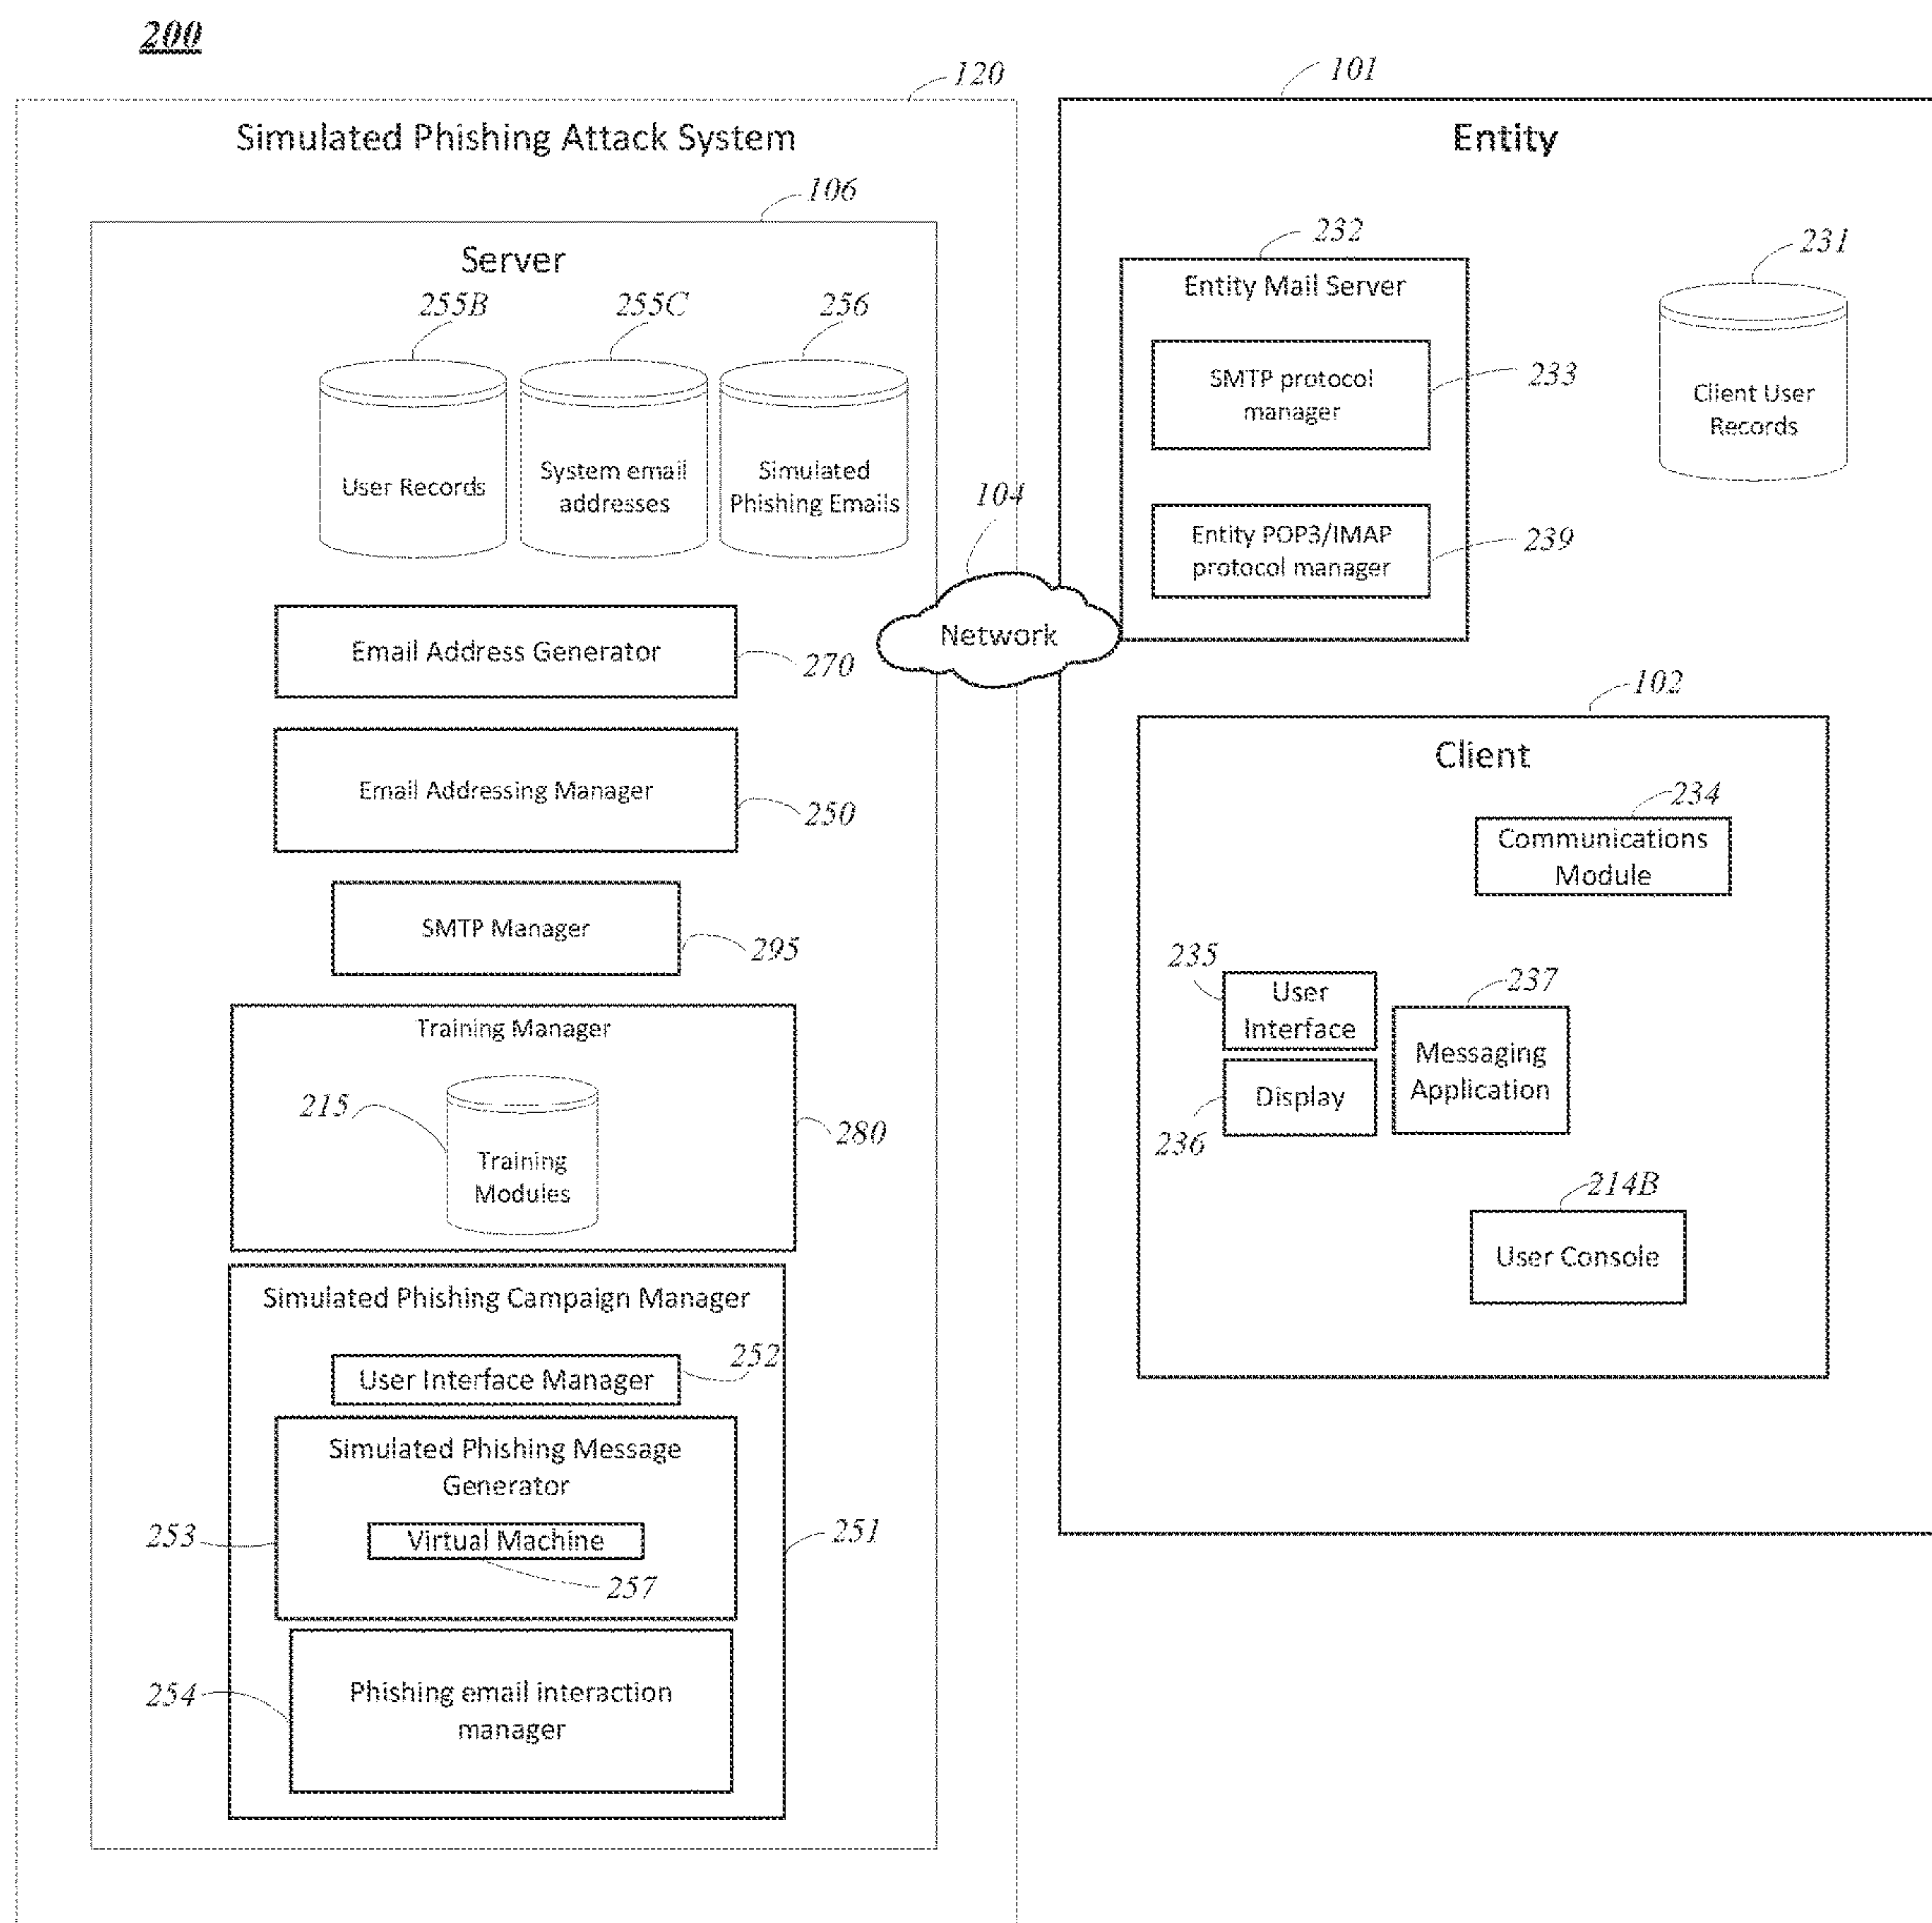 200
120
101
Simulated Phishing Attack System
Entity
106
Server
255B
255C
256
User Records
System email
addresses
Simulated
Phishing Emails
232
Entity Mail Server
231
SMTP protocol
manager
233
Client User
Records
Entity POP3/IMAP
protocol manager
239
104
Network
Email Address Generator
270
Email Addressing Manager
250
SMTP Manager
295
Training Manager
215
Training
Modules
280
Simulated Phishing Campaign Manager
252
User Interface Manager
Simulated Phishing Message
Generator
253
Virtual Machine
257
251
254
Phishing email interaction
manager
102
Client
234
Communications
Module
235
User
Interface
237
Messaging
Application
Display
236
214B
User Console